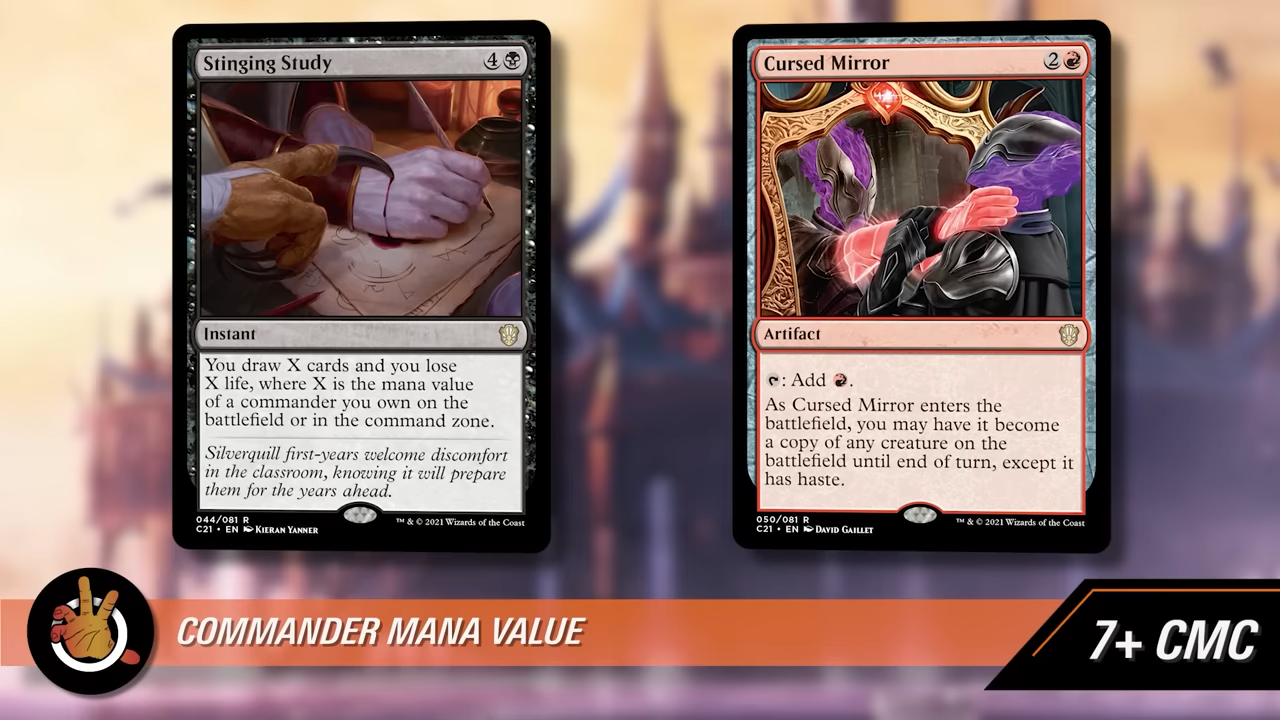 Stinging Study 4
Instant
You draw X cards and you lose
X life, where X is the mana value
of a commander you own on the
battlefield or in the command zone.
Silverquill first-years welcome discomfort
in the classroom, knowing it will prepare
them for the years ahead.
044/081 R
C21 • EN KIERAN YANNER
™ & © 2021 Wizards of the Coast
Cursed Mirror 2
Artifact
: Add .
As Cursed Mirror enters the
battlefield, you may have it become
a copy of any creature on the
battlefield until end of turn, except it
has haste.
050/081 R
C21 • EN DAVID GAILLET
™ & © 2021 Wizards of the Coast
COMMANDER MANA VALUE
7+ CMC